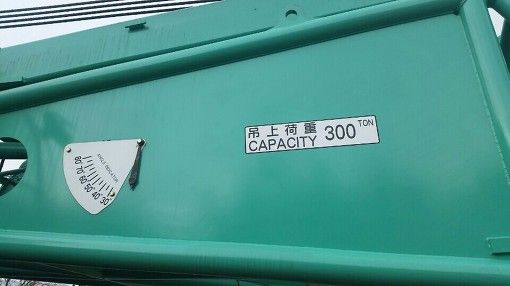 吊上荷重
CAPACITY 300 TON
ANGLE INDICATOR
80° 70° 60° 50° 40° 30°